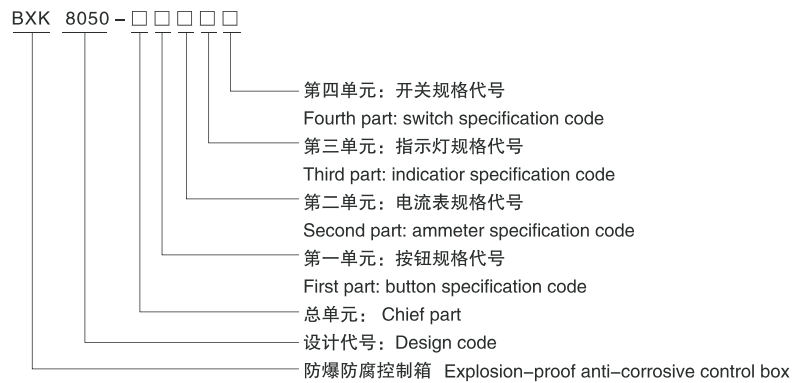 BXK 8050-□□□□□
第四单元：开关规格代号
Fourth part: switch specification code
第三单元：指示灯规格代号
Third part: indicatior specification code
第二单元：电流表规格代号
Second part: ammeter specification code
第一单元：按钮规格代号
First part: button specification code
总单元： Chief part
设计代号：Design code
防爆防腐控制箱 Explosion-proof anti-corrosive control box